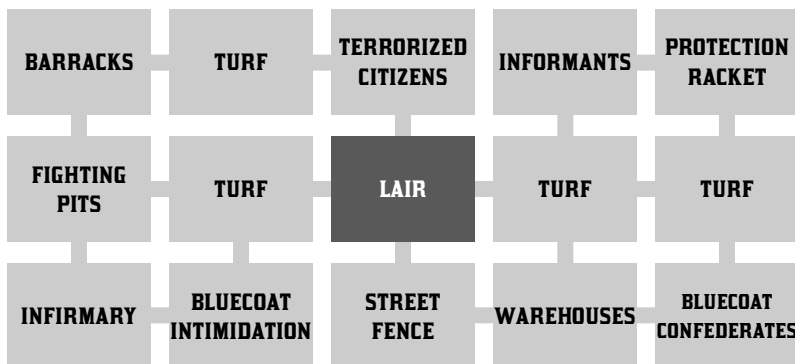 BARRACKS
TURF
TERRORIZED
CITIZENS
INFORMANTS
PROTECTION
RACKET
FIGHTING
PITS
TURF
LAIR
TURF
TURF
INFIRMARY
BLUECOAT
INTIMIDATION
STREET
FENCE
WAREHOUSES
BLUECOAT
CONFEDERATES